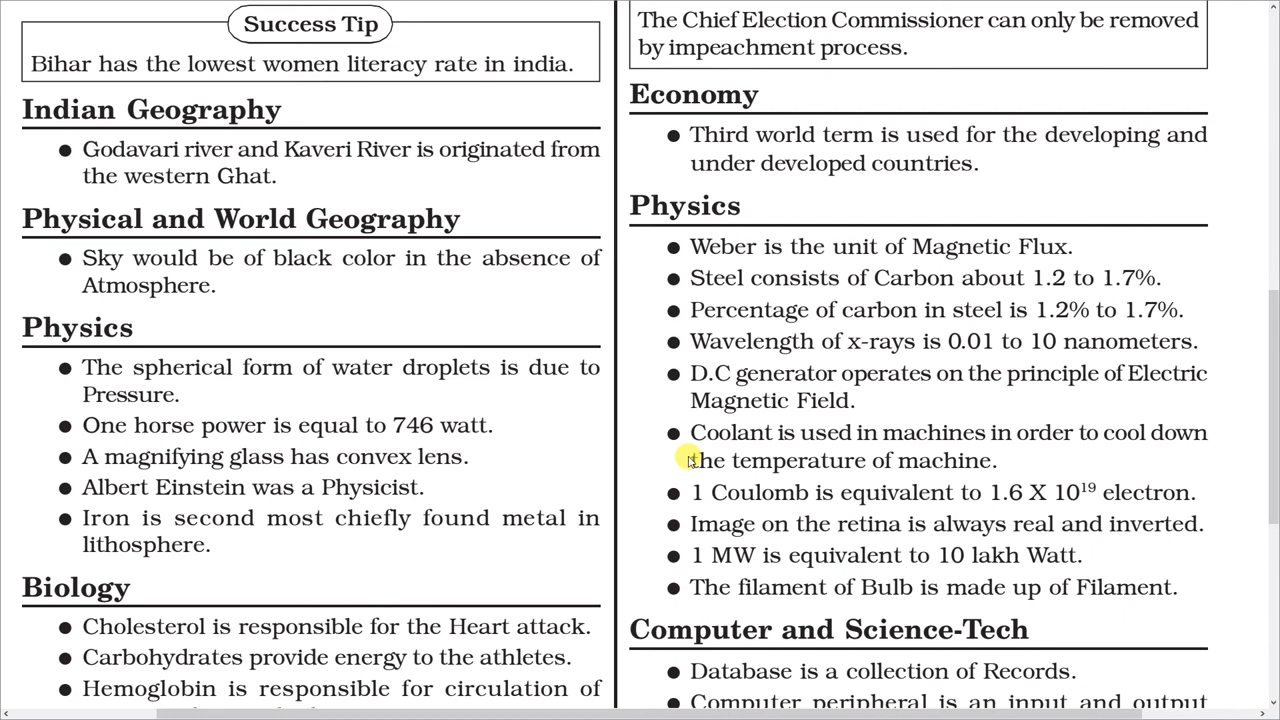 Success Tip
Bihar has the lowest women literacy rate in india.
Indian Geography
● Godavari river and Kaveri River is originated from
the western Ghat.
Physical and World Geography
● Sky would be of black color in the absence of
Atmosphere.
Physics
● The spherical form of water droplets is due to
Pressure.
● One horse power is equal to 746 watt.
● A magnifying glass has convex lens.
● Albert Einstein was a Physicist.
● Iron is second most chiefly found metal in
lithosphere.
Biology
● Cholesterol is responsible for the Heart attack.
● Carbohydrates provide energy to the athletes.
● Hemoglobin is responsible for circulation of
The Chief Election Commissioner can only be removed
by impeachment process.
Economy
● Third world term is used for the developing and
under developed countries.
Physics
● Weber is the unit of Magnetic Flux.
● Steel consists of Carbon about 1.2 to 1.7%.
● Percentage of carbon in steel is 1.2% to 1.7%.
● Wavelength of x-rays is 0.01 to 10 nanometers.
● D.C generator operates on the principle of Electric
Magnetic Field.
● Coolant is used in machines in order to cool down
the temperature of machine.
● 1 Coulomb is equivalent to 1.6 X 10¹⁹ electron.
● Image on the retina is always real and inverted.
● 1 MW is equivalent to 10 lakh Watt.
● The filament of Bulb is made up of Filament.
Computer and Science-Tech
● Database is a collection of Records.
● Computer peripheral is an input and output